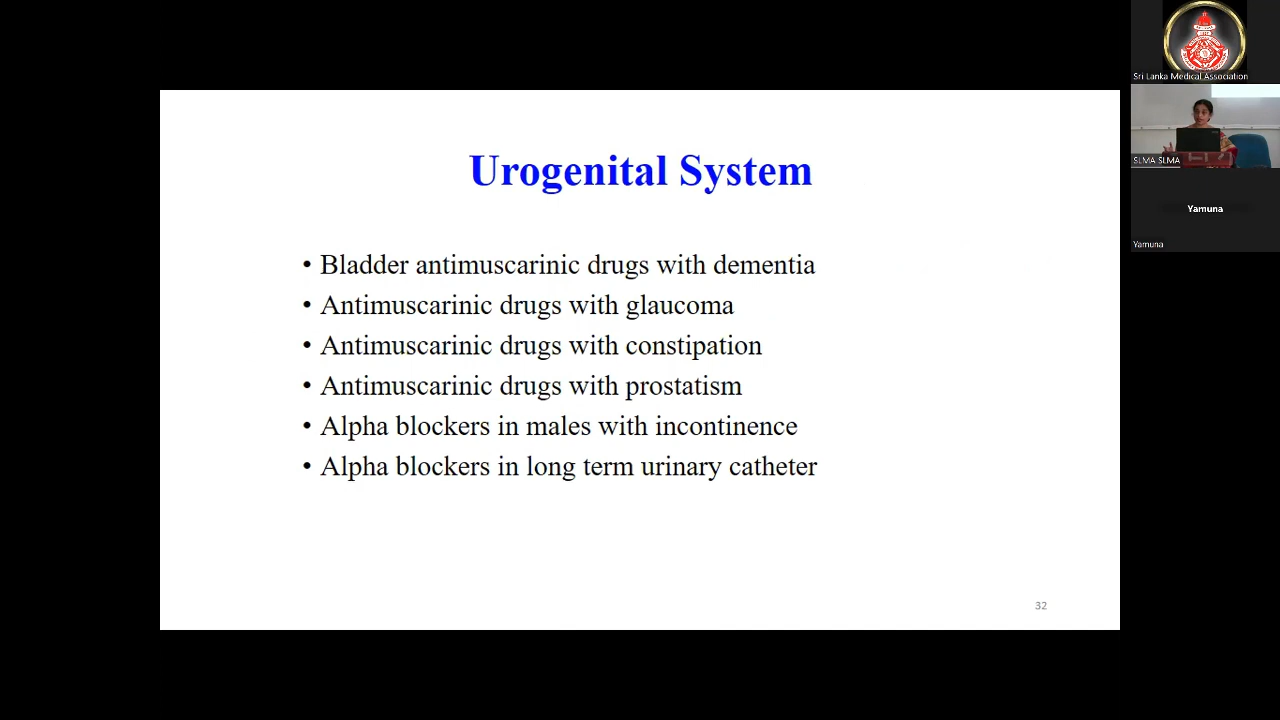 Urogenital System
• Bladder antimuscarinic drugs with dementia
• Antimuscarinic drugs with glaucoma
• Antimuscarinic drugs with constipation
• Antimuscarinic drugs with prostatism
• Alpha blockers in males with incontinence
• Alpha blockers in long term urinary catheter
32
Sri Lanka Medical Association
SLMA SLMA
Yamuna
Yamuna